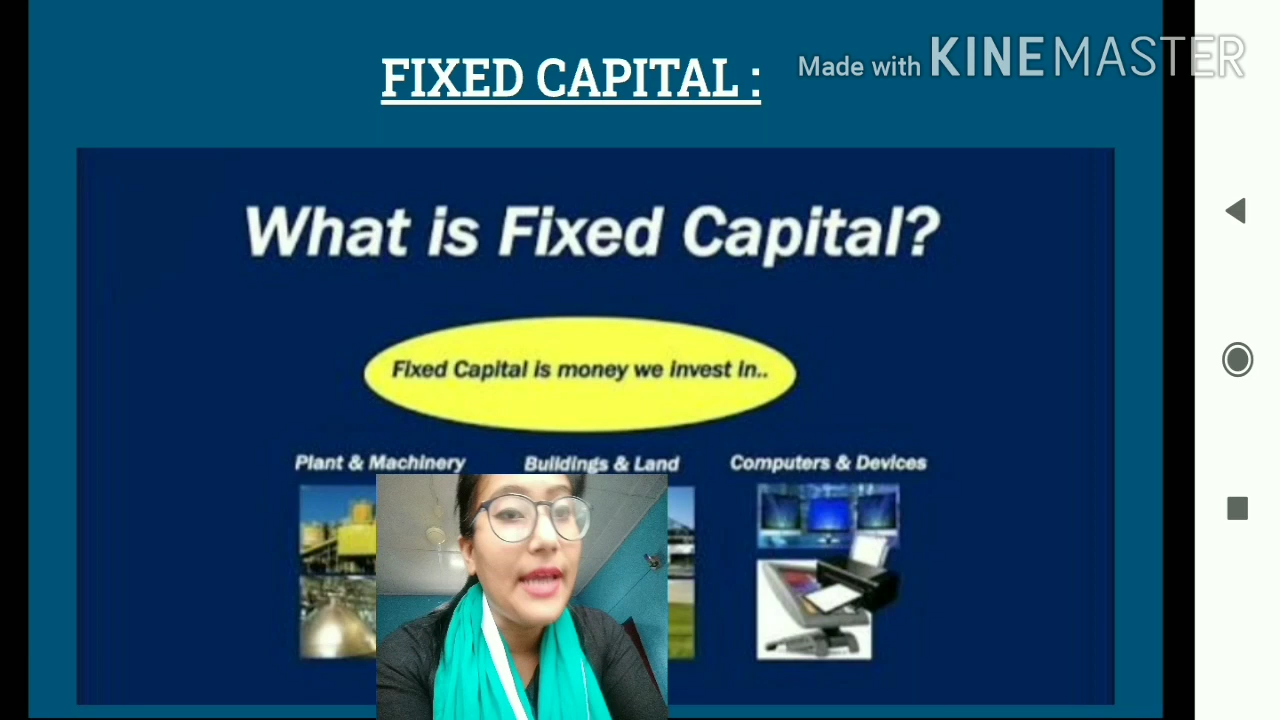 FIXED CAPITAL :
Made with KINEMASTER
What is Fixed Capital?
Fixed Capital is money we invest in..
Plant & Machinery
Buildings & Land
Computers & Devices